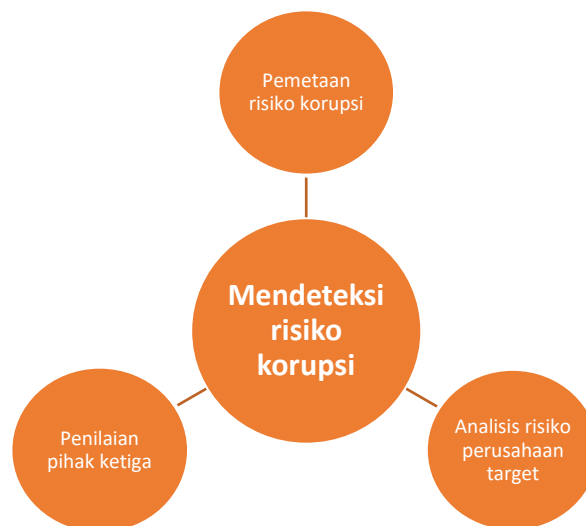 Pemetaan
risiko korupsi
Mendeteksi
risiko
korupsi
Penilaian
pihak ketiga
Analisis risiko
perusahaan
target